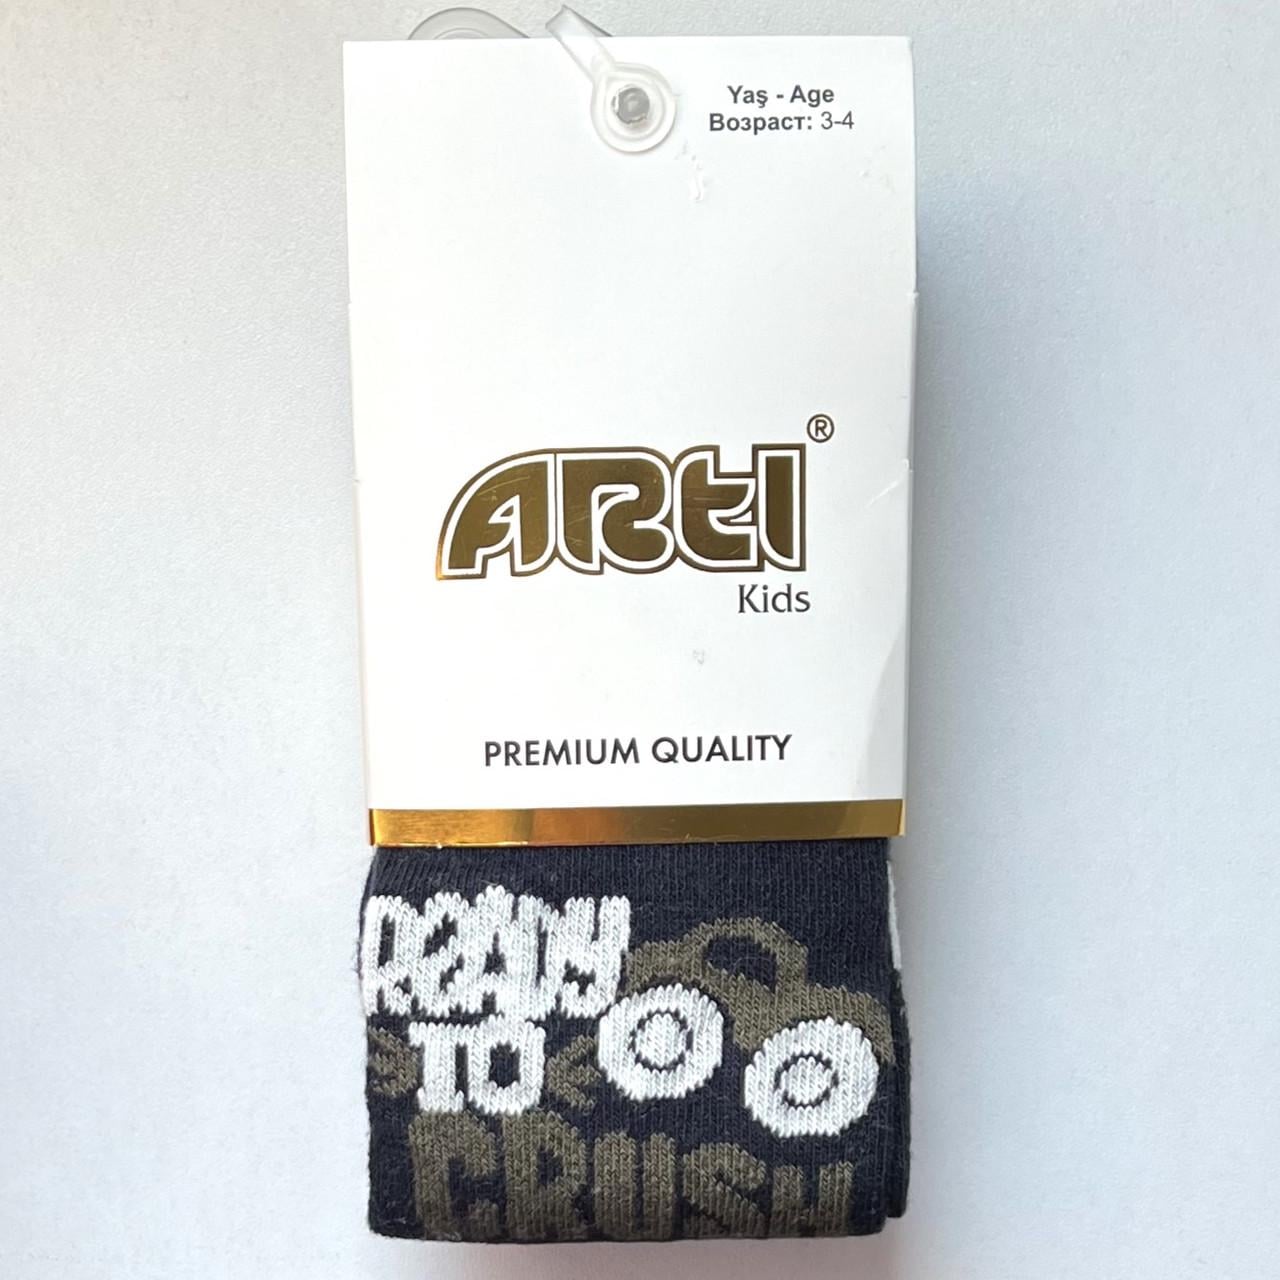 Yaş - Age
Возраст: 3-4
ARTI®
Kids
PREMIUM QUALITY
READY
TO
CRUSH